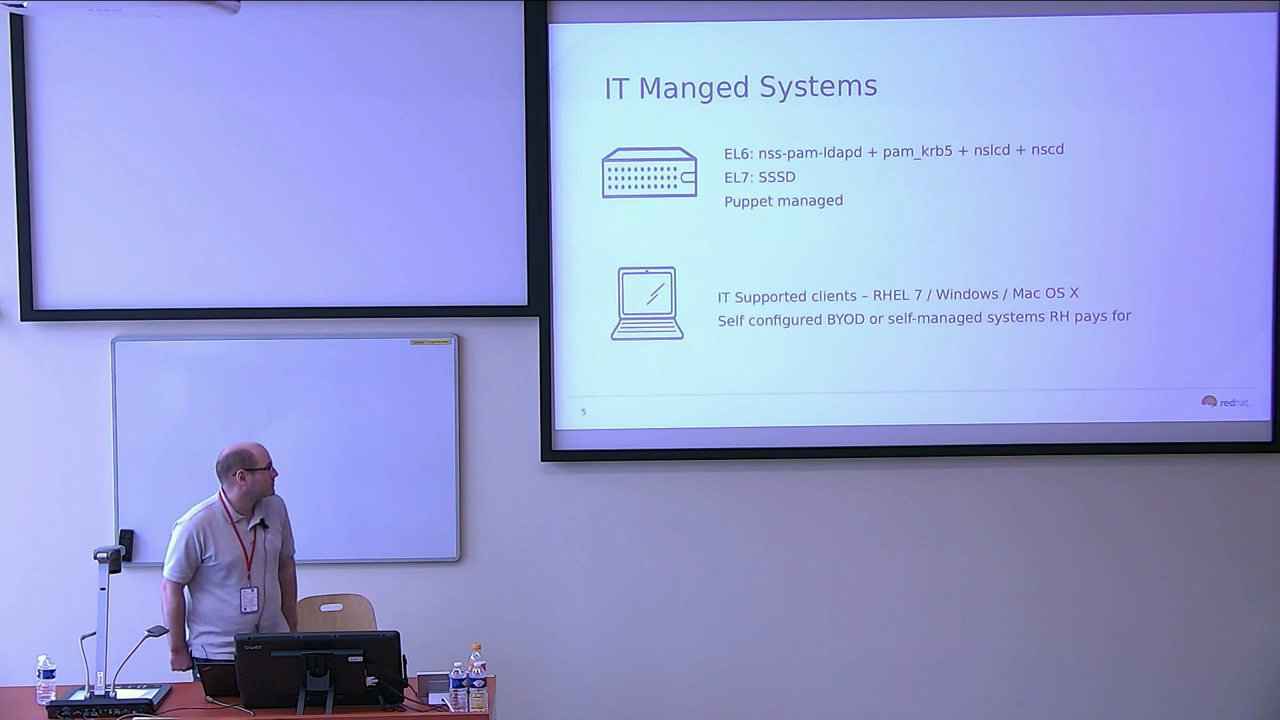 IT Manged Systems
EL6: nss-pam-ldapd + pam_krb5 + nslcd + nscd
EL7: SSSD
Puppet managed
IT Supported clients – RHEL 7 / Windows / Mac OS X
Self configured BYOD or self-managed systems RH pays for
5
redhat.